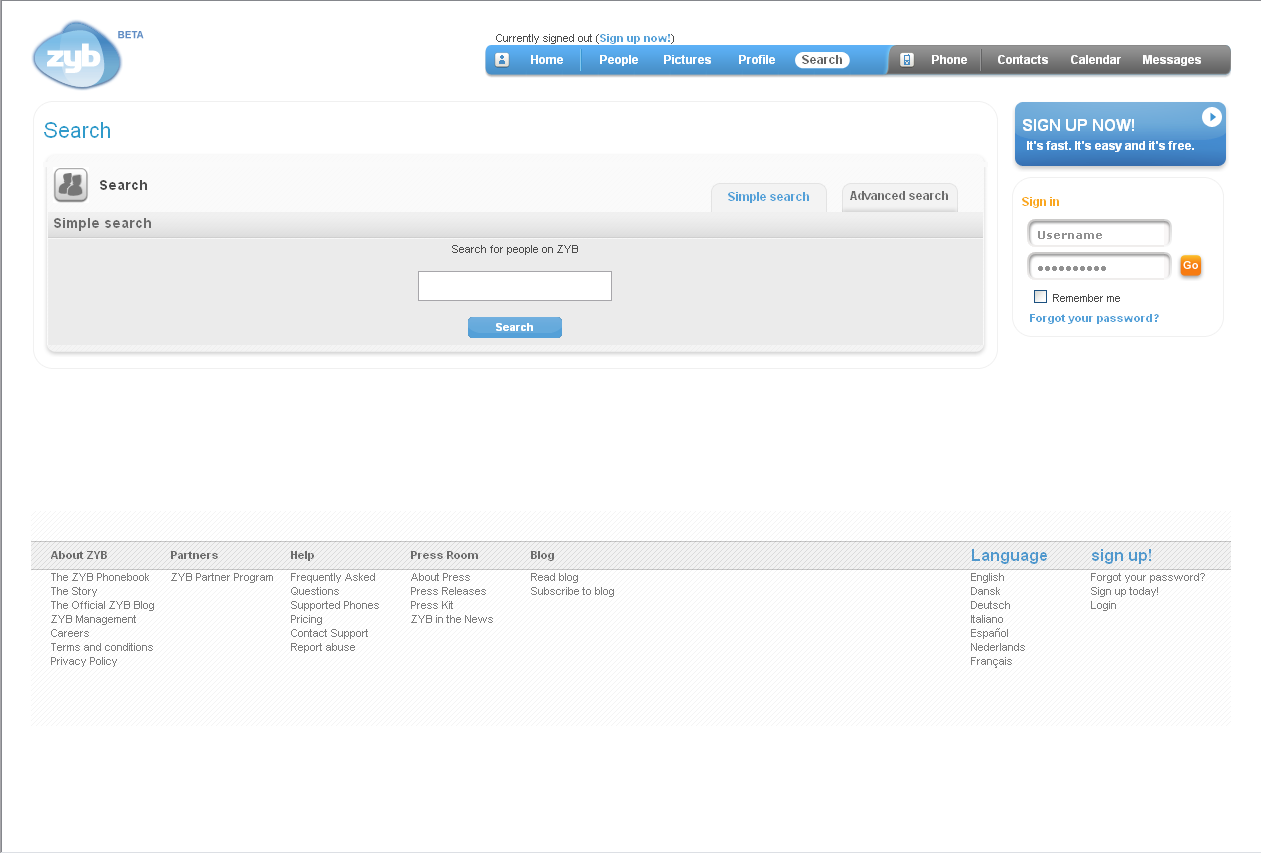 zyb
BETA
Currently signed out (Sign up now!)
Home People Pictures Profile Search Phone Contacts Calendar Messages
Search
SIGN UP NOW!
It's fast. It's easy and it's free.
Search
Simple search
Advanced search
Simple search
Search for people on ZYB
Search
Sign in
Username
••••••••••
Go
Remember me
Forgot your password?
About ZYB
The ZYB Phonebook
The Story
The Official ZYB Blog
ZYB Management
Careers
Terms and conditions
Privacy Policy
Partners
ZYB Partner Program
Help
Frequently Asked
Questions
Supported Phones
Pricing
Contact Support
Report abuse
Press Room
About Press
Press Releases
Press Kit
ZYB in the News
Blog
Read blog
Subscribe to blog
Language
English
Dansk
Deutsch
Italiano
Español
Nederlands
Français
sign up!
Forgot your password?
Sign up today!
Login